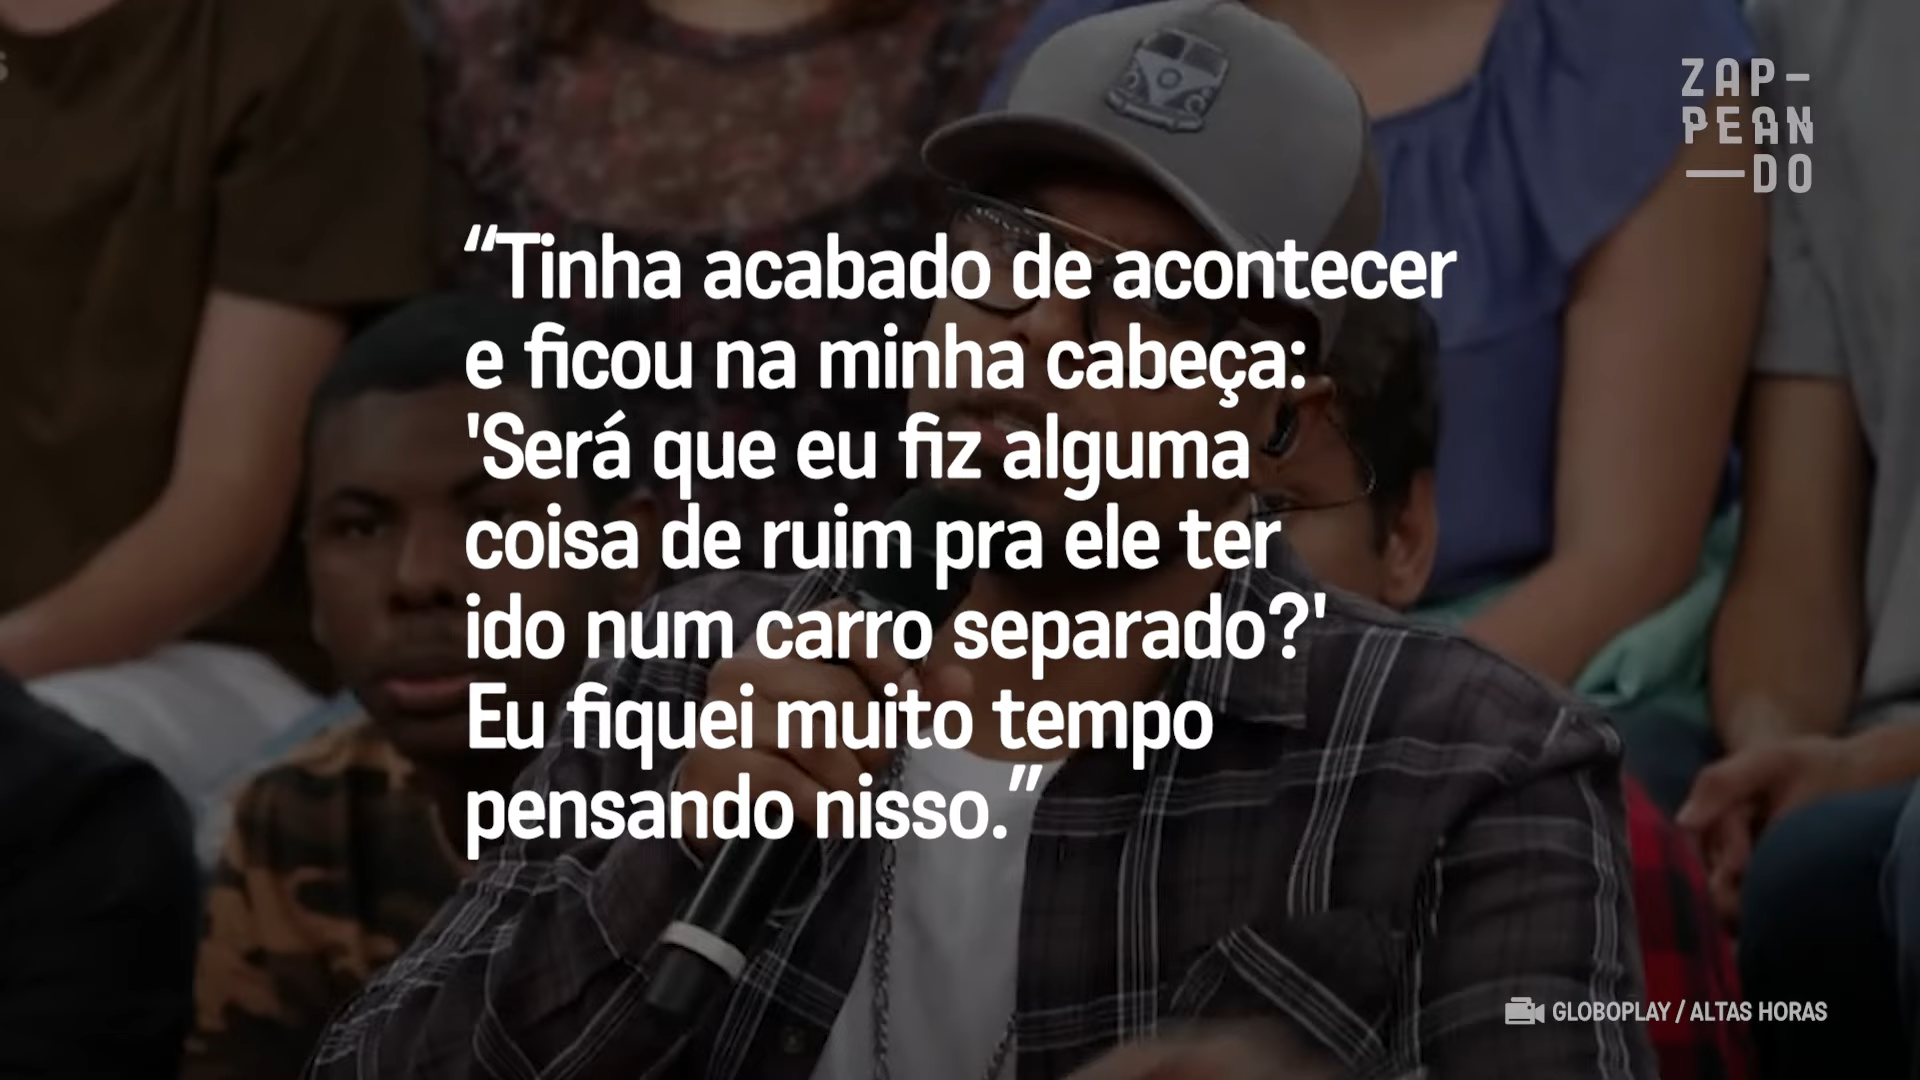 ZAP-
PEAN
—DO
“Tinha acabado de acontecer
e ficou na minha cabeça:
'Será que eu fiz alguma
coisa de ruim pra ele ter
ido num carro separado?'
Eu fiquei muito tempo
pensando nisso.”
GLOBOPLAY / ALTAS HORAS